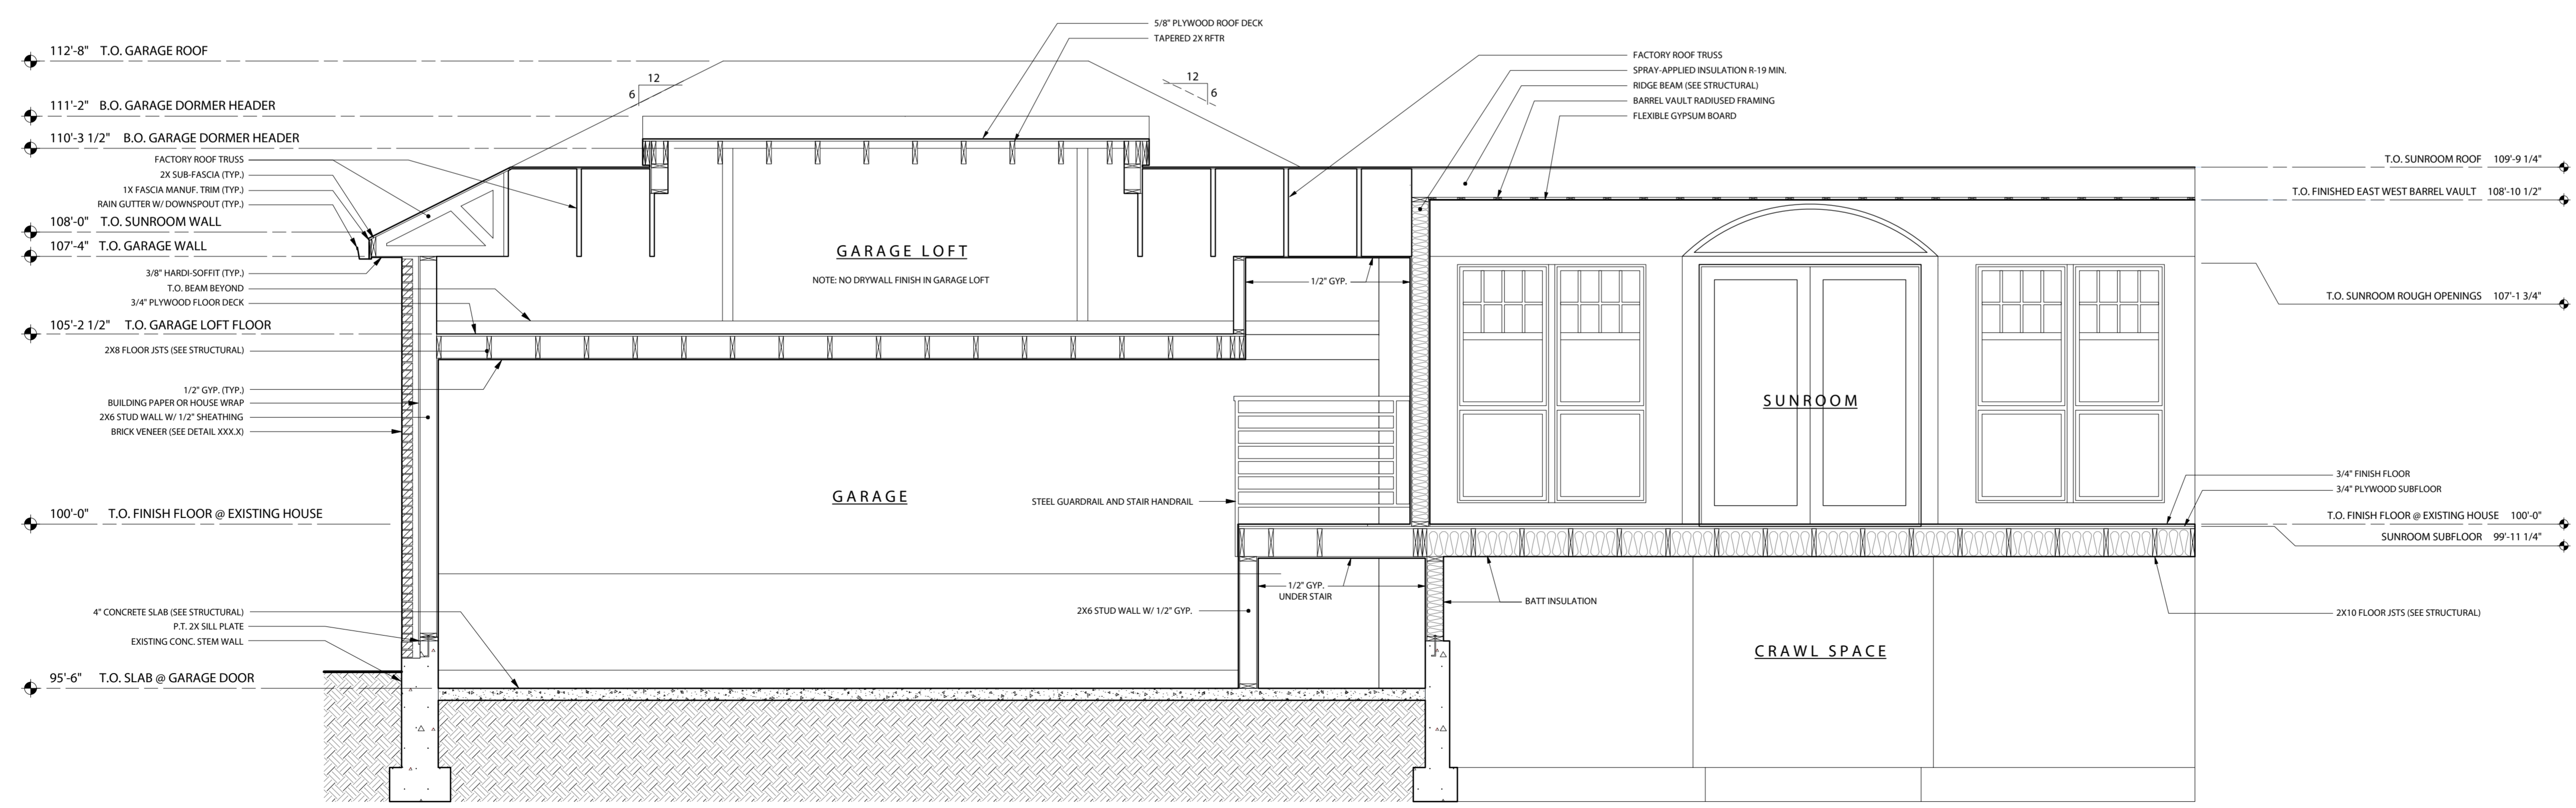 5/8" PLYWOOD ROOF DECK
TAPERED 2X RFTR
112'-8" T.O. GARAGE ROOF
FACTORY ROOF TRUSS
SPRAY-APPLIED INSULATION R-19 MIN.
RIDGE BEAM (SEE STRUCTURAL)
BARREL VAULT RADIUSED FRAMING
FLEXIBLE GYPSUM BOARD
12
6
12
6
111'-2" B.O. GARAGE DORMER HEADER
110'-3 1/2" B.O. GARAGE DORMER HEADER
FACTORY ROOF TRUSS
2X SUB-FASCIA (TYP.)
1X FASCIA MANUF. TRIM (TYP.)
RAIN GUTTER W/ DOWNSPOUT (TYP.)
T.O. SUNROOM ROOF 109'-9 1/4"
T.O. FINISHED EAST WEST BARREL VAULT 108'-10 1/2"
108'-0" T.O. SUNROOM WALL
107'-4" T.O. GARAGE WALL
GARAGE LOFT
NOTE: NO DRYWALL FINISH IN GARAGE LOFT
1/2" GYP.
3/8" HARDI-SOFFIT (TYP.)
T.O. BEAM BEYOND
3/4" PLYWOOD FLOOR DECK
T.O. SUNROOM ROUGH OPENINGS 107'-1 3/4"
105'-2 1/2" T.O. GARAGE LOFT FLOOR
2X8 FLOOR JSTS (SEE STRUCTURAL)
1/2" GYP. (TYP.)
BUILDING PAPER OR HOUSE WRAP
2X6 STUD WALL W/ 1/2" SHEATHING
BRICK VENEER (SEE DETAIL XXX.X)
SUNROOM
GARAGE
STEEL GUARDRAIL AND STAIR HANDRAIL
3/4" FINISH FLOOR
3/4" PLYWOOD SUBFLOOR
100'-0" T.O. FINISH FLOOR @ EXISTING HOUSE
T.O. FINISH FLOOR @ EXISTING HOUSE 100'-0"
SUNROOM SUBFLOOR 99'-11 1/4"
1/2" GYP.
UNDER STAIR
2X6 STUD WALL W/ 1/2" GYP.
BATT INSULATION
2X10 FLOOR JSTS (SEE STRUCTURAL)
4" CONCRETE SLAB (SEE STRUCTURAL)
P.T. 2X SILL PLATE
EXISTING CONC. STEM WALL
CRAWL SPACE
95'-6" T.O. SLAB @ GARAGE DOOR